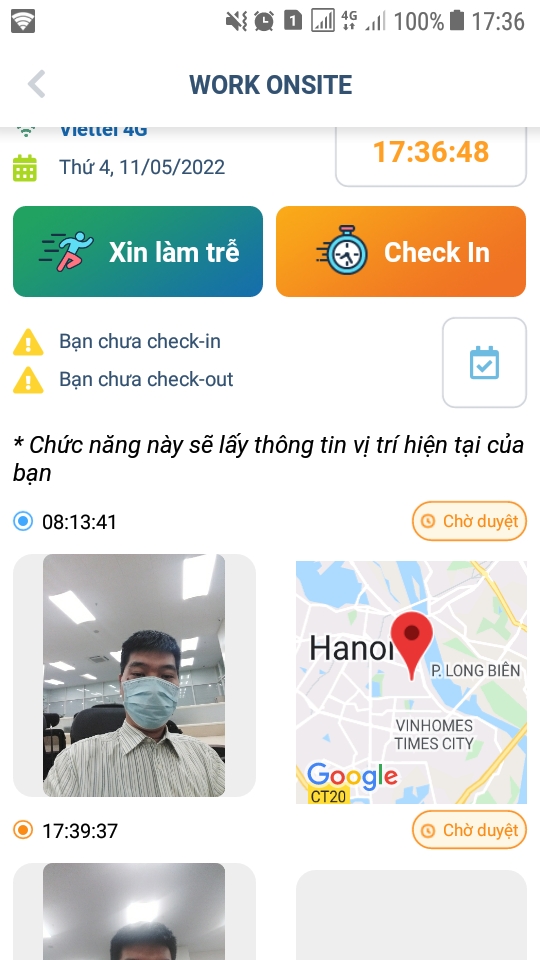 1
4G
100%
17:36
WORK ONSITE
Viettel 4G
Thứ 4, 11/05/2022
17:36:48
Xin làm trễ
Check In
Bạn chưa check-in
Bạn chưa check-out
* Chức năng này sẽ lấy thông tin vị trí hiện tại của
bạn
08:13:41
Chờ duyệt
Hanoi
P. LONG BIÊN
VINHOMES
TIMES CITY
Google
CT20
17:39:37
Chờ duyệt